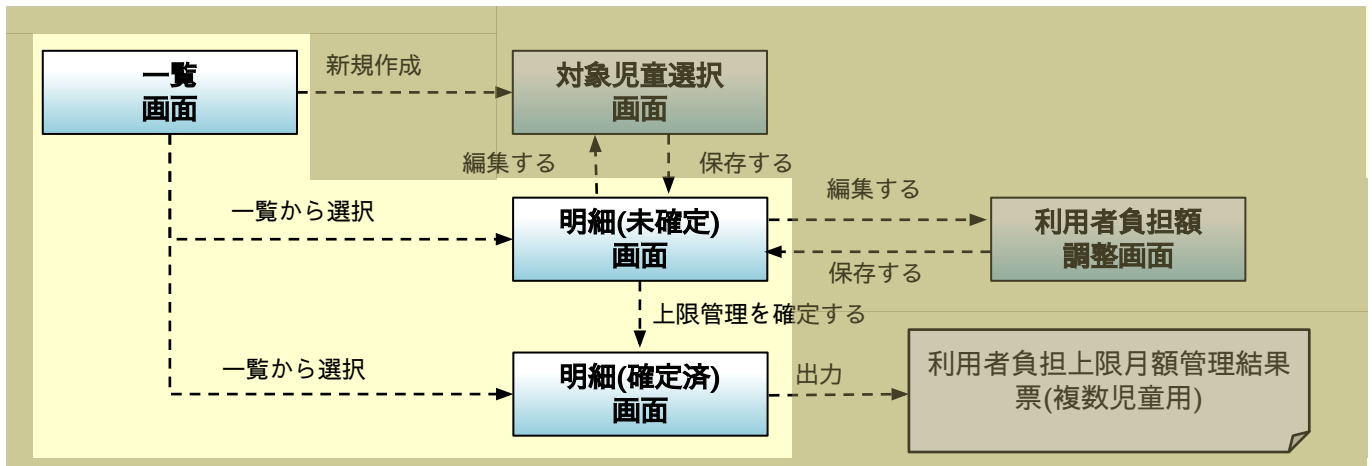 一覧
画面
新規作成
対象児童選択
画面
編集する
保存する
一覧から選択
明細(未確定)
画面
編集する
利用者負担額
調整画面
保存する
上限管理を確定する
一覧から選択
明細(確定済)
画面
出力
利用者負担上限月額管理結果
票(複数児童用)